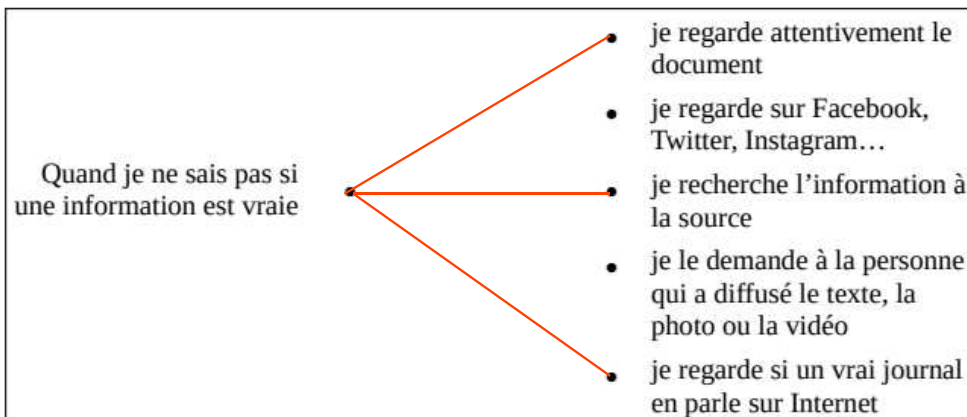 Quand je ne sais pas si
une information est vraie
je regarde attentivement le
document
je regarde sur Facebook,
Twitter, Instagram…
je recherche l’information à
la source
je le demande à la personne
qui a diffusé le texte, la
photo ou la vidéo
je regarde si un vrai journal
en parle sur Internet